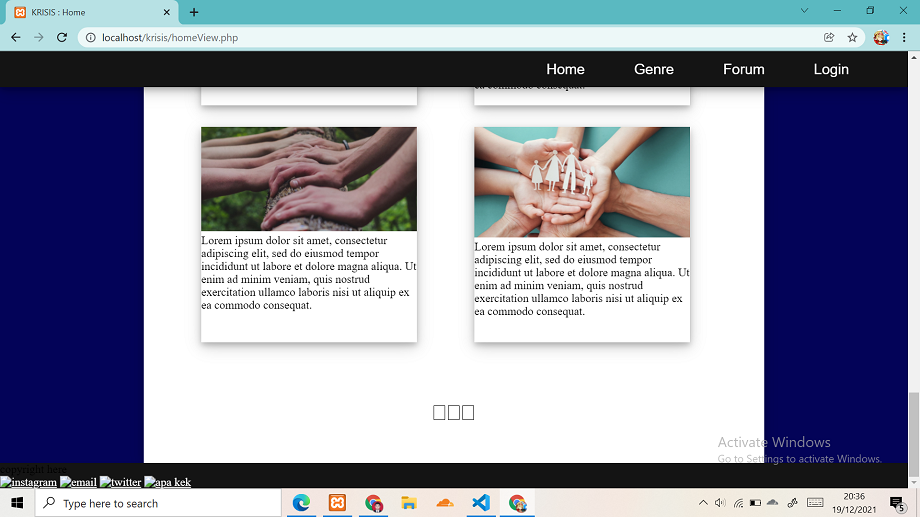 KRISIS : Home
localhost/krisis/homeView.php
Home Genre Forum Login
ea commodo consequat.
Lorem ipsum dolor sit amet, consectetur
adipiscing elit, sed do eiusmod tempor
incididunt ut labore et dolore magna aliqua. Ut
enim ad minim veniam, quis nostrud
exercitation ullamco laboris nisi ut aliquip ex
ea commodo consequat.
Lorem ipsum dolor sit amet, consectetur
adipiscing elit, sed do eiusmod tempor
incididunt ut labore et dolore magna aliqua. Ut
enim ad minim veniam, quis nostrud
exercitation ullamco laboris nisi ut aliquip ex
ea commodo consequat.
Activate Windows
Go to Settings to activate Windows.
copyright here
instagram email twitter apa kek
Type here to search
20:36
19/12/2021
5